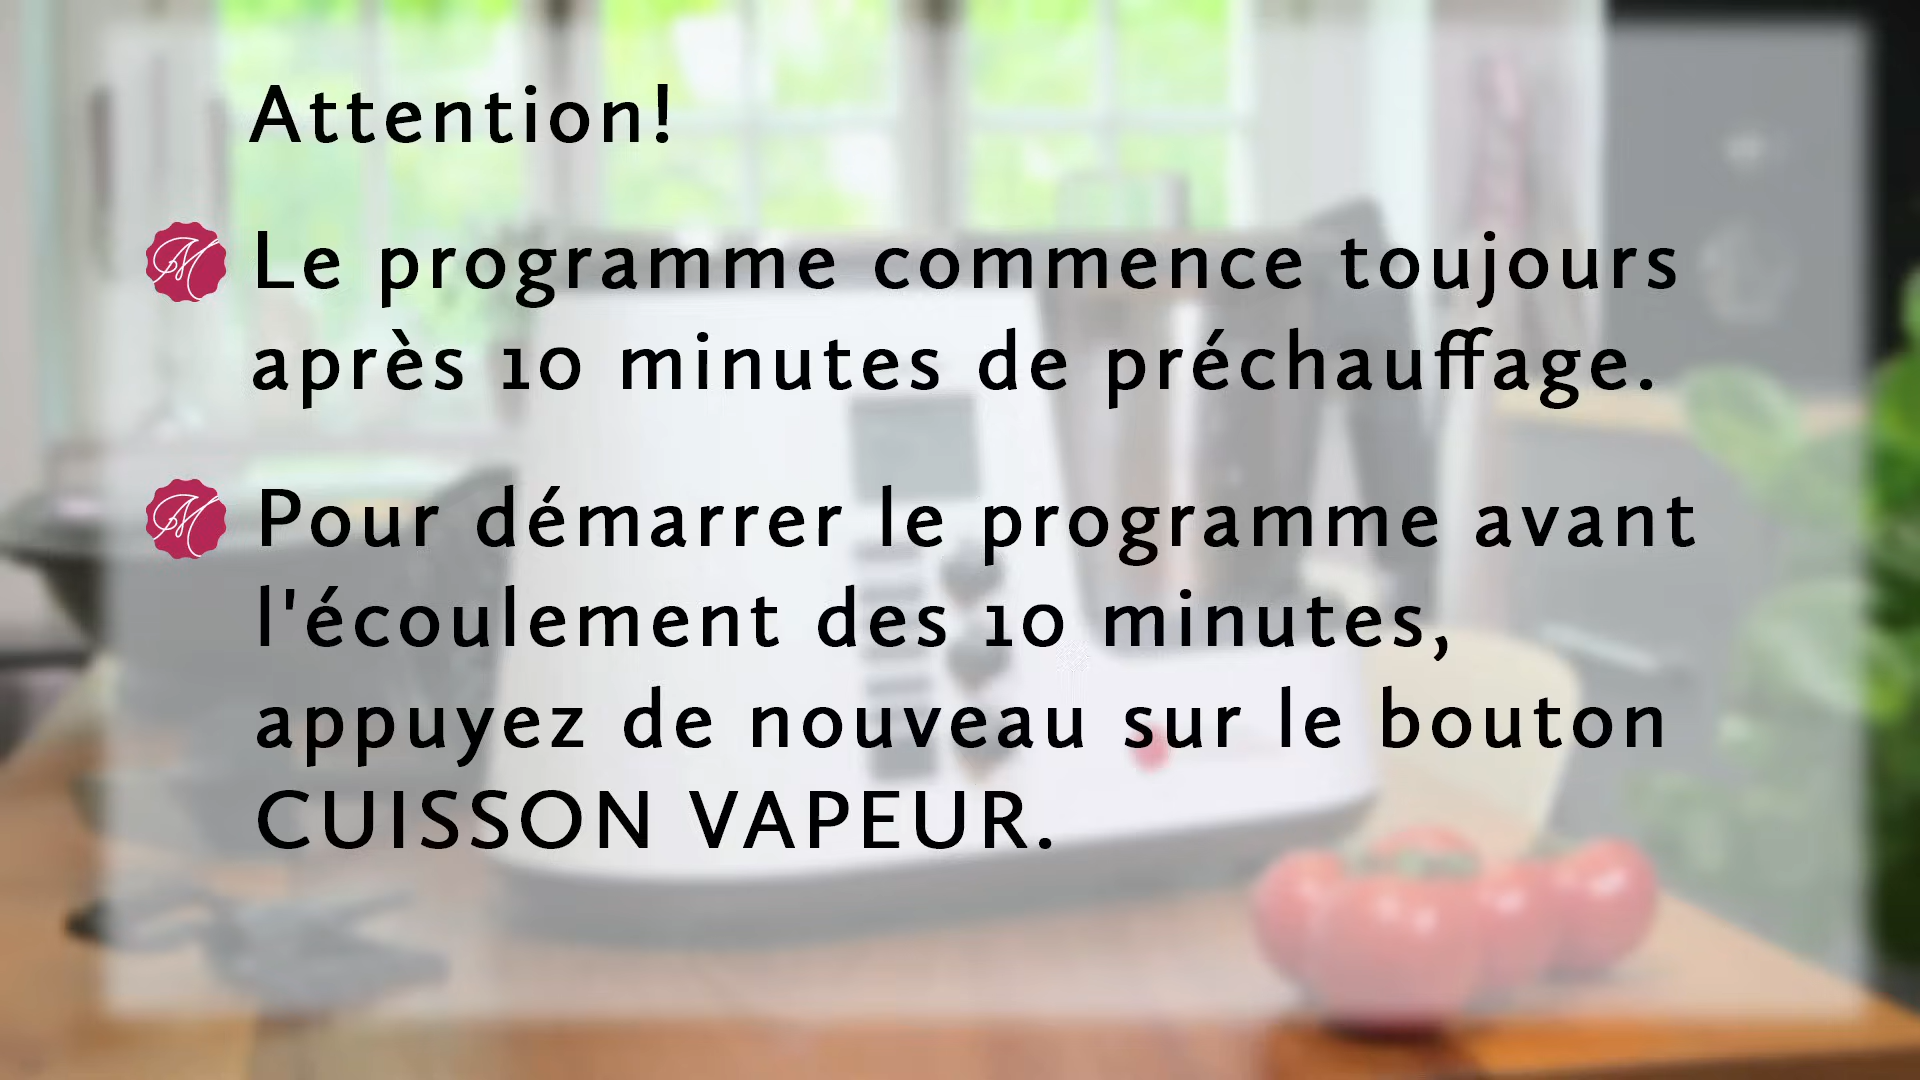 Attention!
Le programme commence toujours
après 10 minutes de préchauffage.
Pour démarrer le programme avant
l'écoulement des 10 minutes,
appuyez de nouveau sur le bouton
CUISSON VAPEUR.